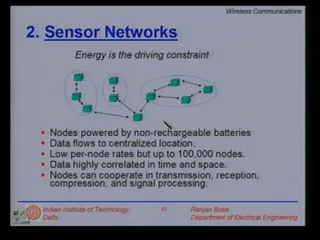 Wireless Communications
2. Sensor Networks
Energy is the driving constraint
Nodes powered by non-rechargeable batteries
Data flows to centralized location.
Low per-node rates but up to 100,000 nodes.
Data highly correlated in time and space.
Nodes can cooperate in transmission, reception,
compression, and signal processing.
Indian Institute of Technology,
Delhi
43
Ranjan Bose
Department of Electrical Engineering